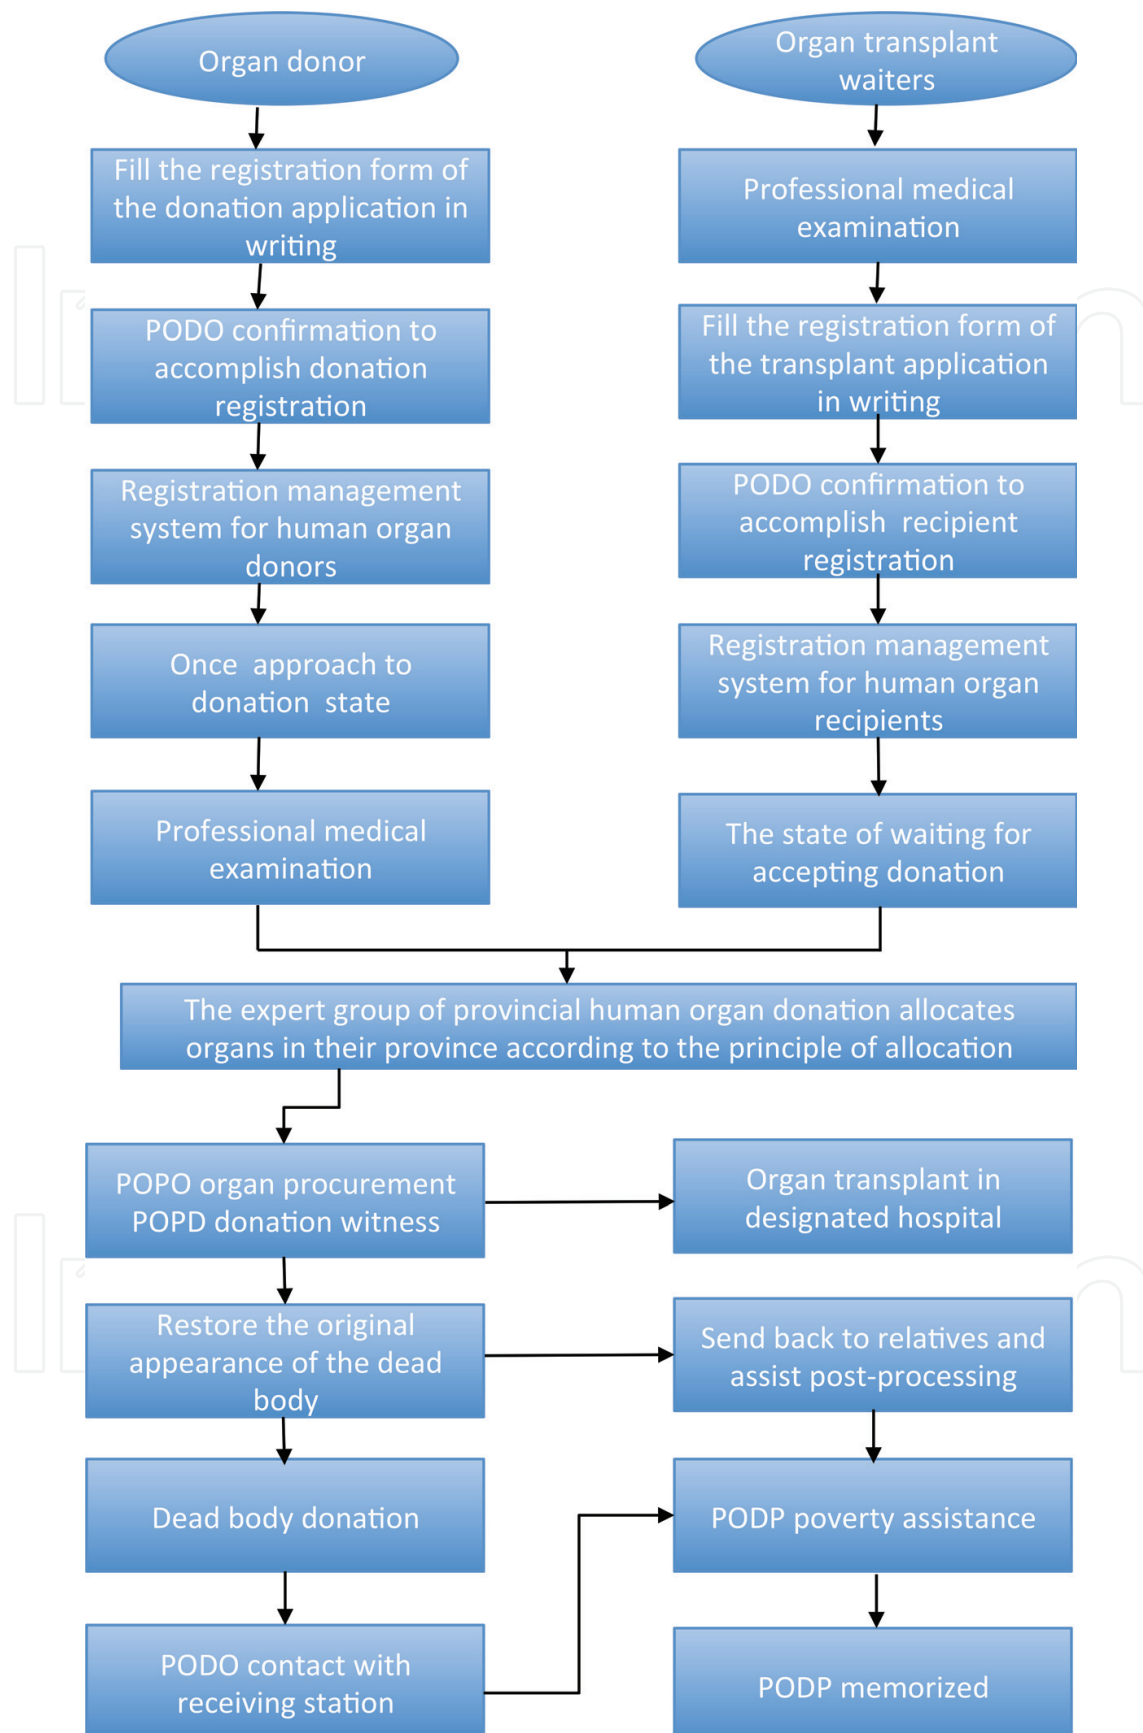 Organ donor
Fill the registration form of
the donation application in
writing
PODO confirmation to
accomplish donation
registration
Registration management
system for human organ
donors
Once approach to
donation state
Professional medical
examination
Organ transplant
waiters
Professional medical
examination
Fill the registration form of
the transplant application
in writing
PODO confirmation to
accomplish recipient
registration
Registration management
system for human organ
recipients
The state of waiting for
accepting donation
The expert group of provincial human organ donation allocates
organs in their province according to the principle of allocation
POPO organ procurement
POPD donation witness
Organ transplant in
designated hospital
Restore the original
appearance of the dead
body
Send back to relatives and
assist post-processing
Dead body donation
PODP poverty assistance
PODO contact with
receiving station
PODP memorized